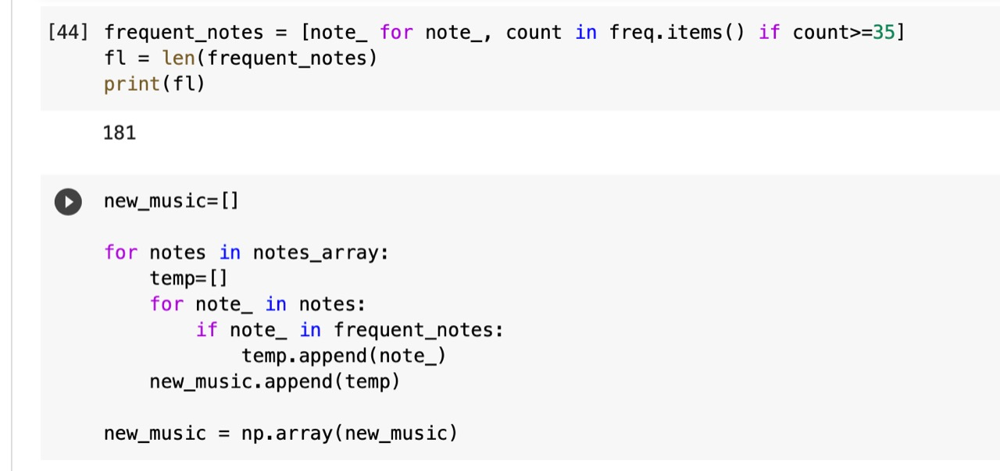 [44] frequent_notes = [note_ for note_, count in freq.items() if count>=35]
fl = len(frequent_notes)
print(fl)
181
new_music=[]
for notes in notes_array:
    temp=[]
    for note_ in notes:
        if note_ in frequent_notes:
            temp.append(note_)
    new_music.append(temp)
new_music = np.array(new_music)